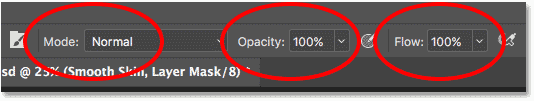 Mode: Normal Opacity: 100% Flow: 100%
sd @ 25% (Smooth Skin, Layer Mask/8) *